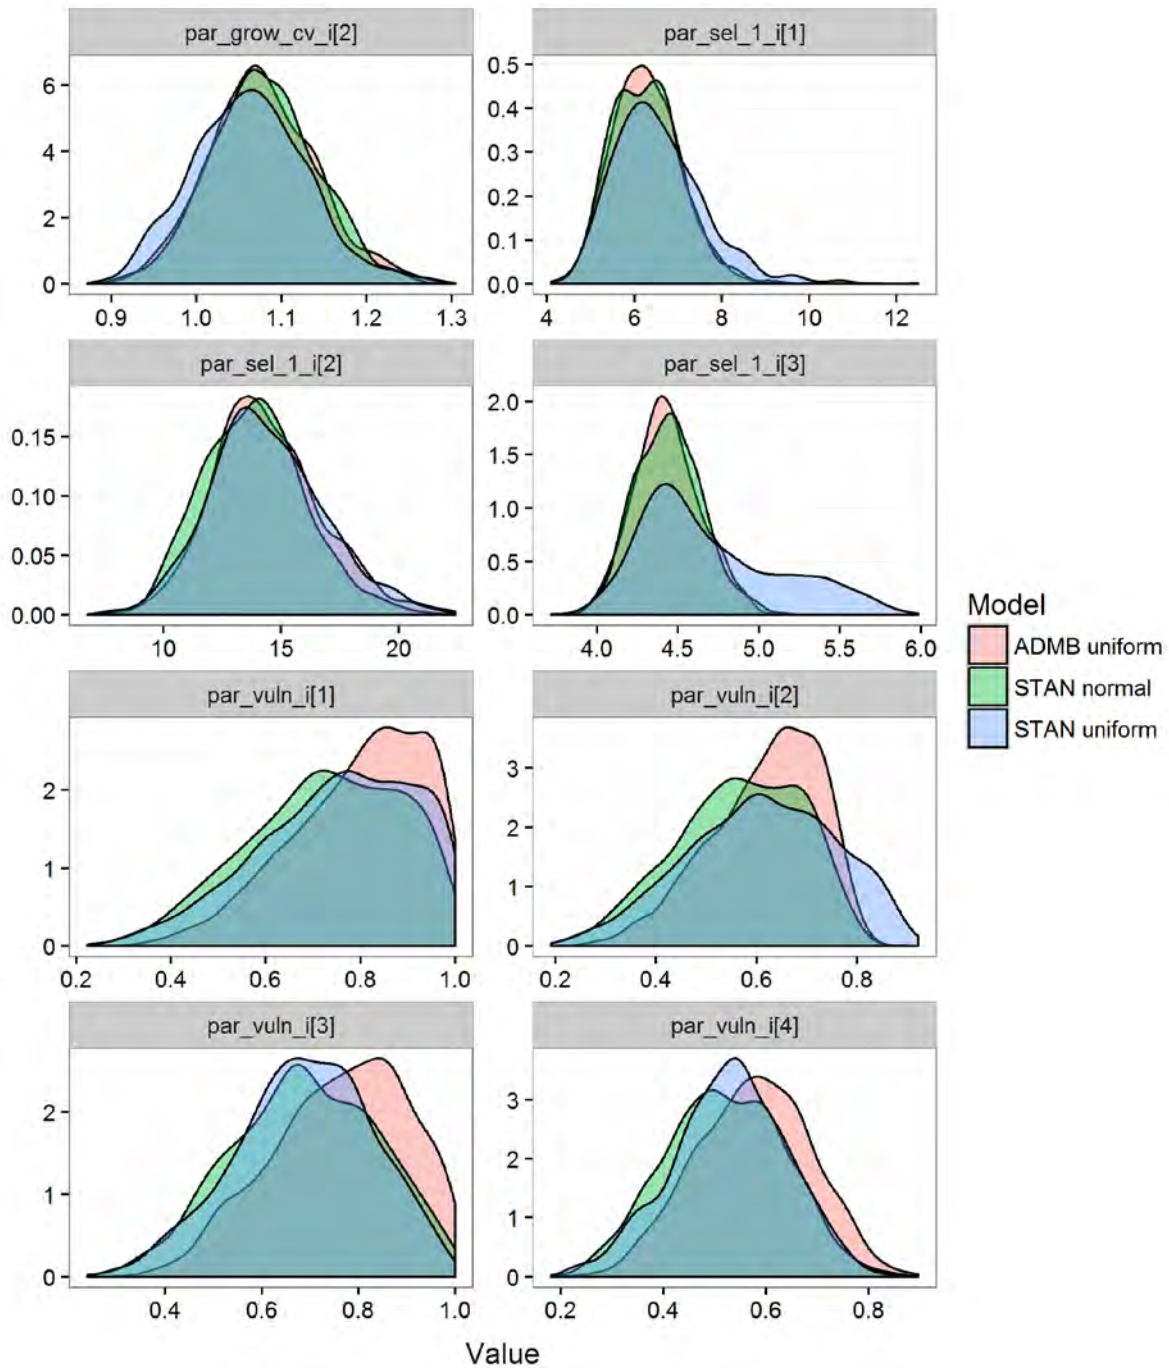 par_grow_cv_i[2]
par_sel_1_i[1]
6
4
2
0
0.9 1.0 1.1 1.2 1.3
0.5
0.4
0.3
0.2
0.1
0.0
4 6 8 10 12
par_sel_1_i[2]
par_sel_1_i[3]
0.15
0.10
0.05
0.00
10 15 20
2.0
1.5
1.0
0.5
0.0
4.0 4.5 5.0 5.5 6.0
Model
ADMB uniform
STAN normal
STAN uniform
par_vuln_i[1]
par_vuln_i[2]
2
1
0
0.2 0.4 0.6 0.8 1.0
3
2
1
0
0.2 0.4 0.6 0.8
par_vuln_i[3]
par_vuln_i[4]
2
1
0
0.4 0.6 0.8 1.0
3
2
1
0
0.2 0.4 0.6 0.8
Value